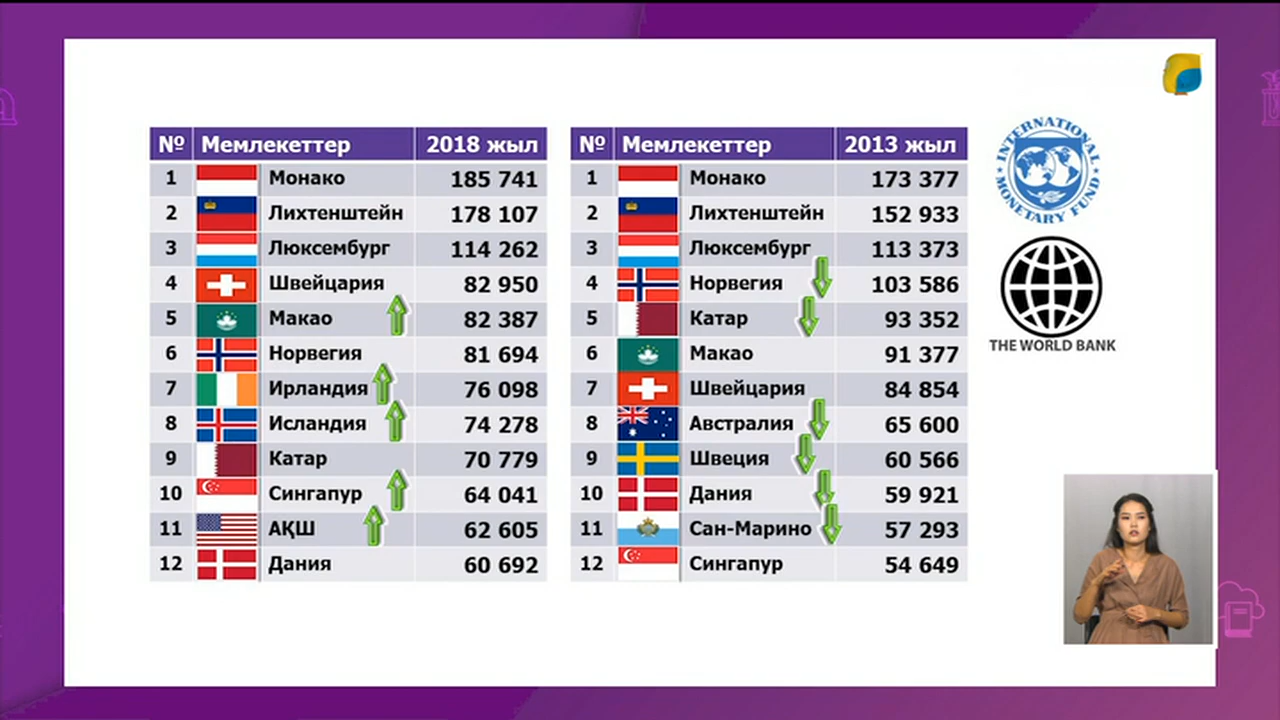 № Мемлекеттер 2018 жыл
1 Монако 185 741
2 Лихтенштейн 178 107
3 Люксембург 114 262
4 Швейцария 82 950
5 Макао 82 387
6 Норвегия 81 694
7 Ирландия 76 098
8 Исландия 74 278
9 Катар 70 779
10 Сингапур 64 041
11 АҚШ 62 605
12 Дания 60 692
№ Мемлекеттер 2013 жыл
1 Монако 173 377
2 Лихтенштейн 152 933
3 Люксембург 113 373
4 Норвегия 103 586
5 Катар 93 352
6 Макао 91 377
7 Швейцария 84 854
8 Австралия 65 600
9 Швеция 60 566
10 Дания 59 921
11 Сан-Марино 57 293
12 Сингапур 54 649
INTERNATIONAL
MONETARY FUND
THE WORLD BANK